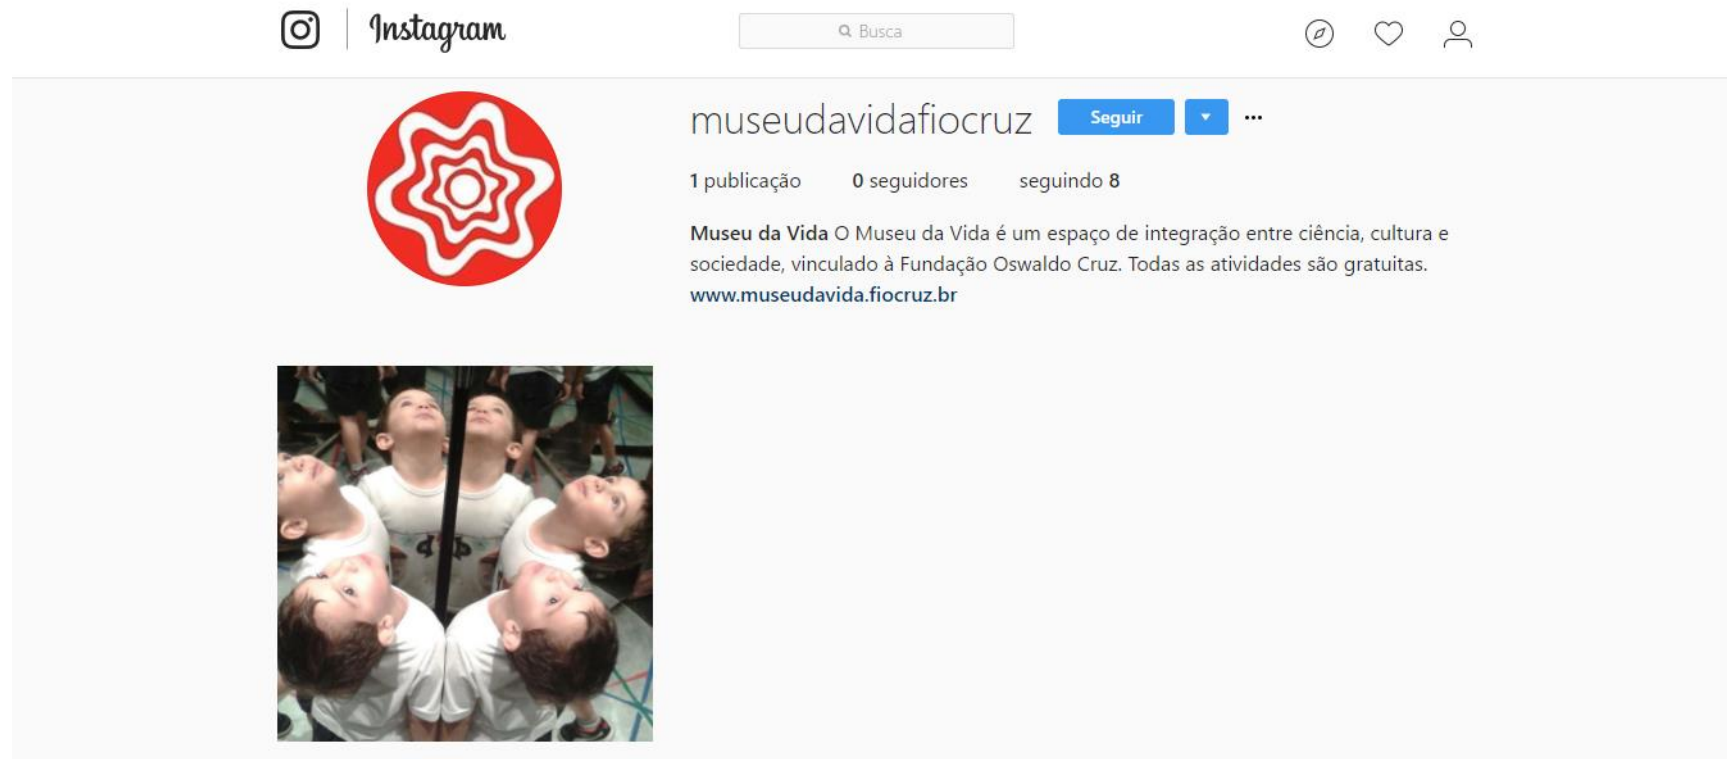 Instagram
Busca
museudavidafiocruz Seguir
1 publicação 0 seguidores seguindo 8
Museu da Vida O Museu da Vida é um espaço de integração entre ciência, cultura e
sociedade, vinculado à Fundação Oswaldo Cruz. Todas as atividades são gratuitas.
www.museudavida.fiocruz.br